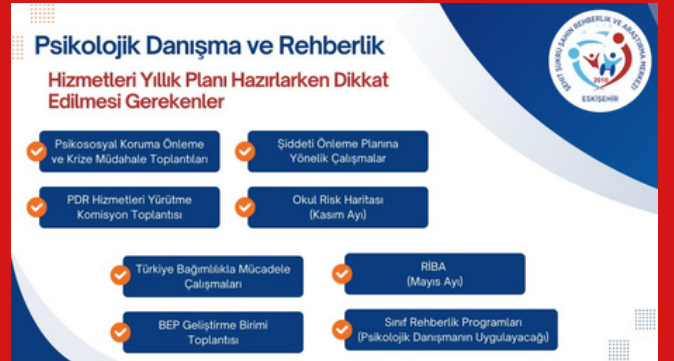 Psikolojik Danışma ve Rehberlik
Hizmetleri Yıllık Planı Hazırlarken Dikkat
Edilmesi Gerekenler
ŞEHİT ŞÜKRÜ ŞAHİN REHBERLİK VE ARAŞTIRMA MERKEZİ
2010
ESKİŞEHİR
Psikososyal Koruma Önleme
ve Krize Müdahale Toplantıları
Şiddeti Önleme Planına
Yönelik Çalışmalar
PDR Hizmetleri Yürütme
Komisyon Toplantısı
Okul Risk Haritası
(Kasım Ayı)
Türkiye Bağımlılıkla Mücadele
Çalışmaları
RİBA
(Mayıs Ayı)
BEP Geliştirme Birimi
Toplantısı
Sınıf Rehberlik Programları
(Psikolojik Danışmanın Uygulayacağı)